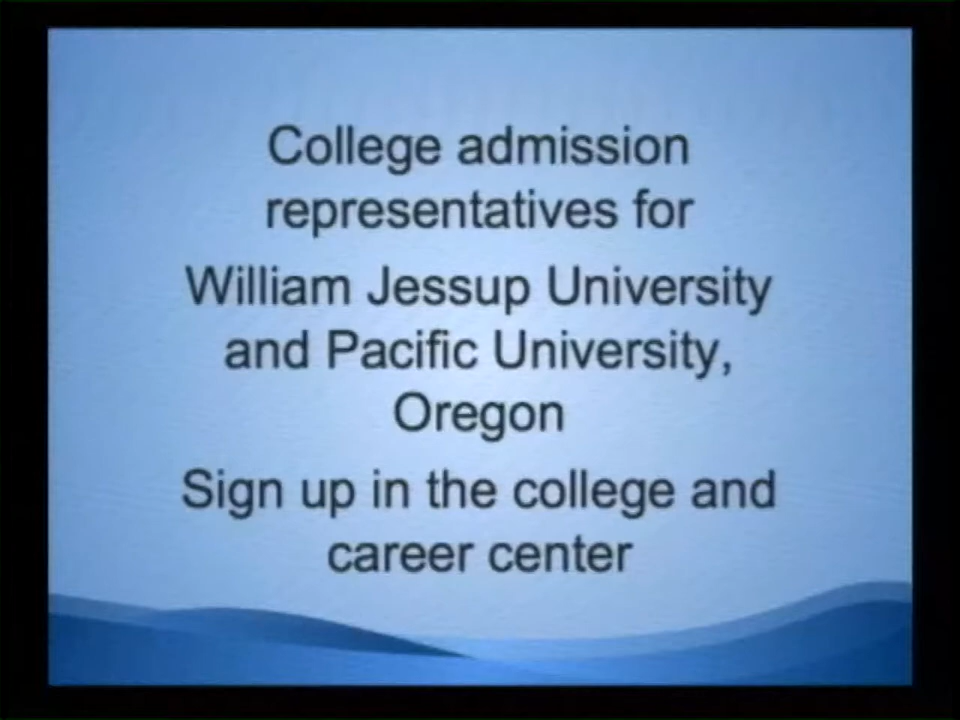 College admission
representatives for
William Jessup University
and Pacific University,
Oregon
Sign up in the college and
career center